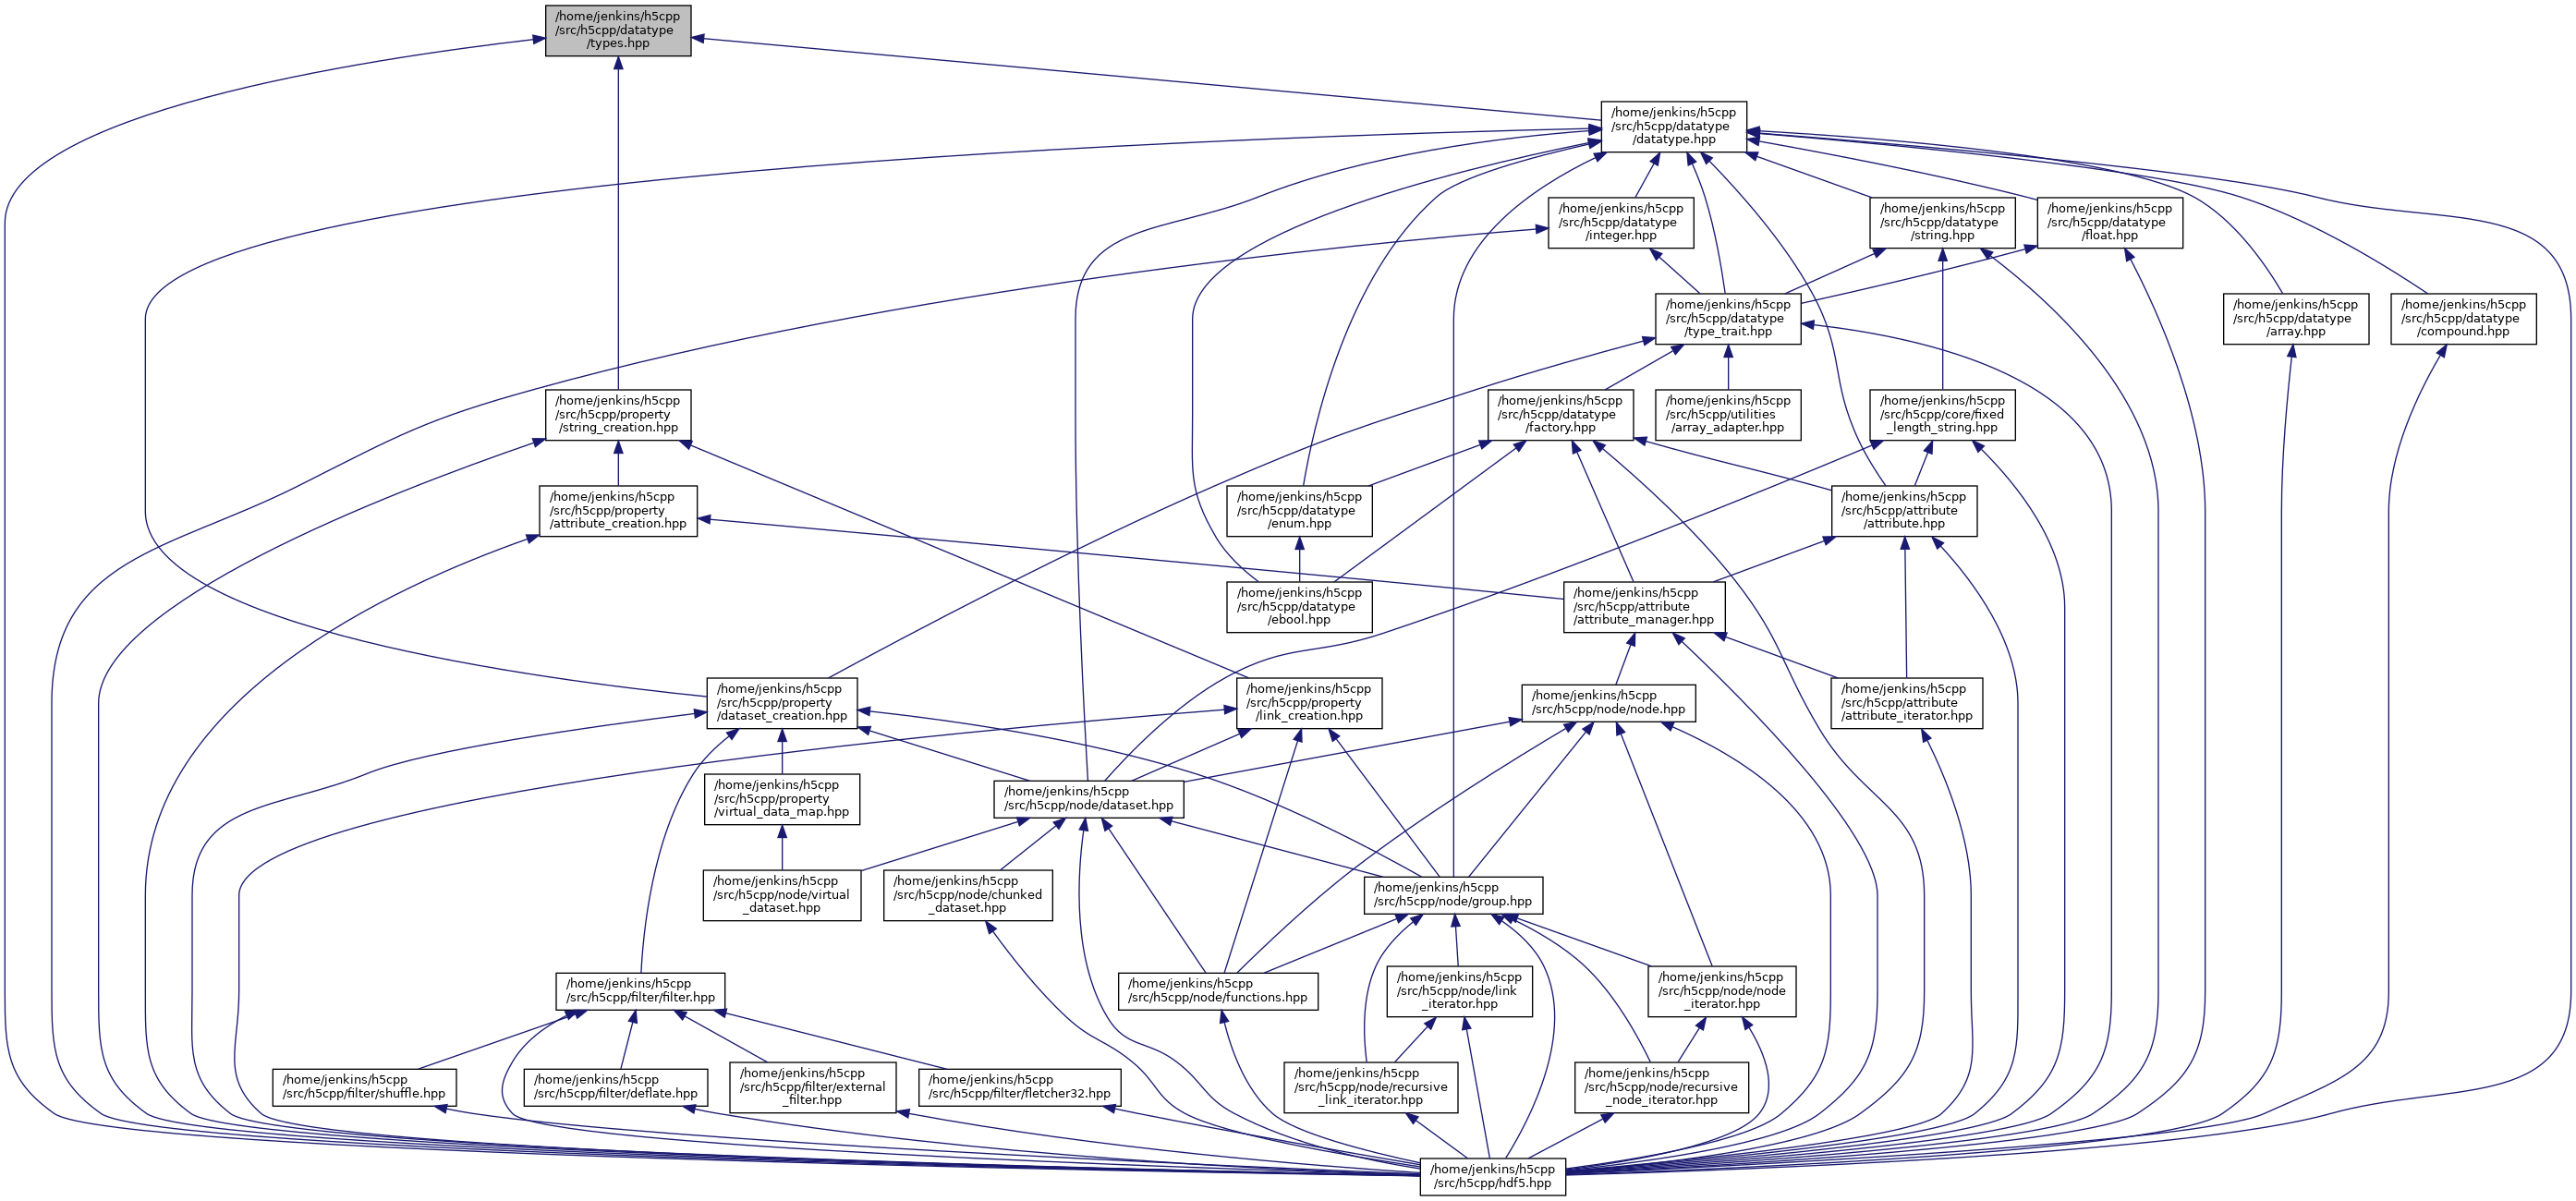 /home/jenkins/h5cpp
/src/h5cpp/datatype
/types.hpp
/home/jenkins/h5cpp
/src/h5cpp/datatype
/datatype.hpp
/home/jenkins/h5cpp
/src/h5cpp/datatype
/integer.hpp
/home/jenkins/h5cpp
/src/h5cpp/datatype
/string.hpp
/home/jenkins/h5cpp
/src/h5cpp/datatype
/float.hpp
/home/jenkins/h5cpp
/src/h5cpp/datatype
/type_trait.hpp
/home/jenkins/h5cpp
/src/h5cpp/datatype
/array.hpp
/home/jenkins/h5cpp
/src/h5cpp/datatype
/compound.hpp
/home/jenkins/h5cpp
/src/h5cpp/property
/string_creation.hpp
/home/jenkins/h5cpp
/src/h5cpp/datatype
/factory.hpp
/home/jenkins/h5cpp
/src/h5cpp/utilities
/array_adapter.hpp
/home/jenkins/h5cpp
/src/h5cpp/core/fixed
_length_string.hpp
/home/jenkins/h5cpp
/src/h5cpp/property
/attribute_creation.hpp
/home/jenkins/h5cpp
/src/h5cpp/datatype
/enum.hpp
/home/jenkins/h5cpp
/src/h5cpp/attribute
/attribute.hpp
/home/jenkins/h5cpp
/src/h5cpp/datatype
/ebool.hpp
/home/jenkins/h5cpp
/src/h5cpp/attribute
/attribute_manager.hpp
/home/jenkins/h5cpp
/src/h5cpp/property
/dataset_creation.hpp
/home/jenkins/h5cpp
/src/h5cpp/property
/link_creation.hpp
/home/jenkins/h5cpp
/src/h5cpp/node/node.hpp
/home/jenkins/h5cpp
/src/h5cpp/attribute
/attribute_iterator.hpp
/home/jenkins/h5cpp
/src/h5cpp/property
/virtual_data_map.hpp
/home/jenkins/h5cpp
/src/h5cpp/node/dataset.hpp
/home/jenkins/h5cpp
/src/h5cpp/node/virtual
_dataset.hpp
/home/jenkins/h5cpp
/src/h5cpp/node/chunked
_dataset.hpp
/home/jenkins/h5cpp
/src/h5cpp/node/group.hpp
/home/jenkins/h5cpp
/src/h5cpp/filter/filter.hpp
/home/jenkins/h5cpp
/src/h5cpp/node/functions.hpp
/home/jenkins/h5cpp
/src/h5cpp/node/link
_iterator.hpp
/home/jenkins/h5cpp
/src/h5cpp/node/node
_iterator.hpp
/home/jenkins/h5cpp
/src/h5cpp/filter/shuffle.hpp
/home/jenkins/h5cpp
/src/h5cpp/filter/deflate.hpp
/home/jenkins/h5cpp
/src/h5cpp/filter/external
_filter.hpp
/home/jenkins/h5cpp
/src/h5cpp/filter/fletcher32.hpp
/home/jenkins/h5cpp
/src/h5cpp/node/recursive
_link_iterator.hpp
/home/jenkins/h5cpp
/src/h5cpp/node/recursive
_node_iterator.hpp
/home/jenkins/h5cpp
/src/h5cpp/hdf5.hpp